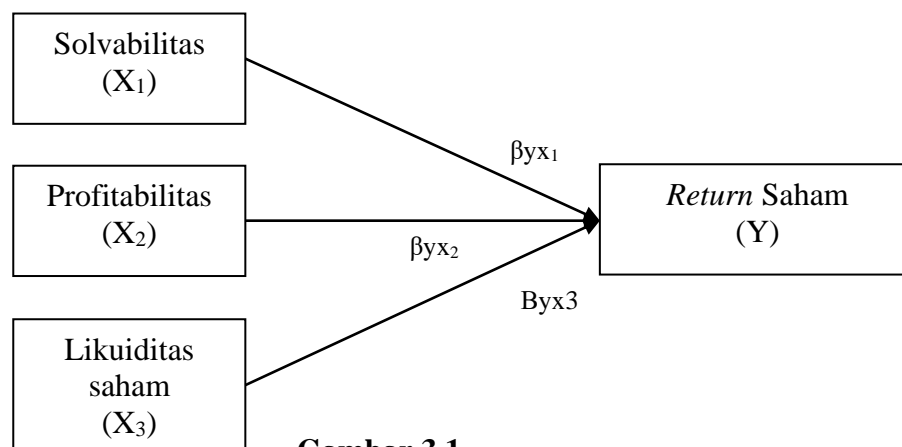 Solvabilitas
(X₁)
βyx₁
Profitabilitas
(X₂)
βyx₂
Return Saham
(Y)
Byx3
Likuiditas
saham
(X₃)
Gambar 3.1